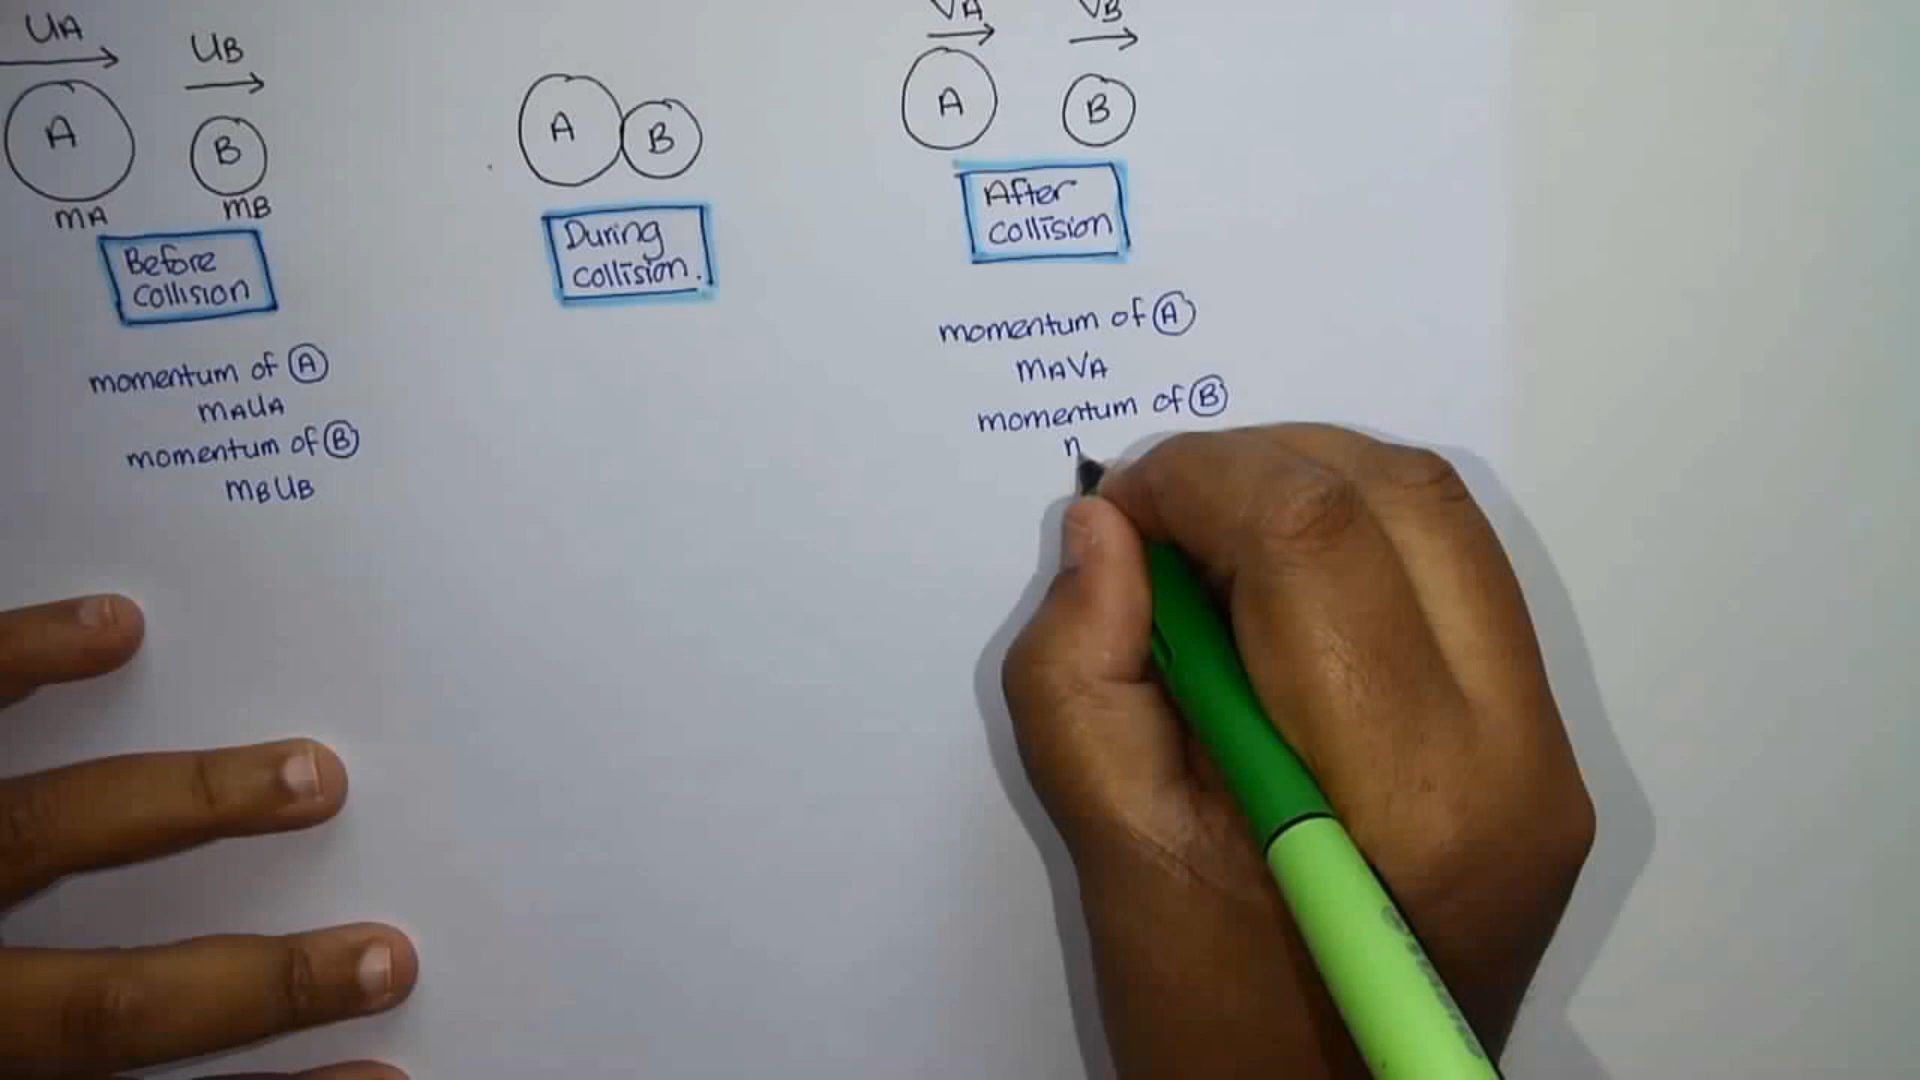 UA
UB
A
B
mA
mB
Before
collision
momentum of A
mAUA
momentum of B
mBUB
A
B
During
collision.
VA
VB
A
B
After
collision
momentum of A
mAVA
momentum of B